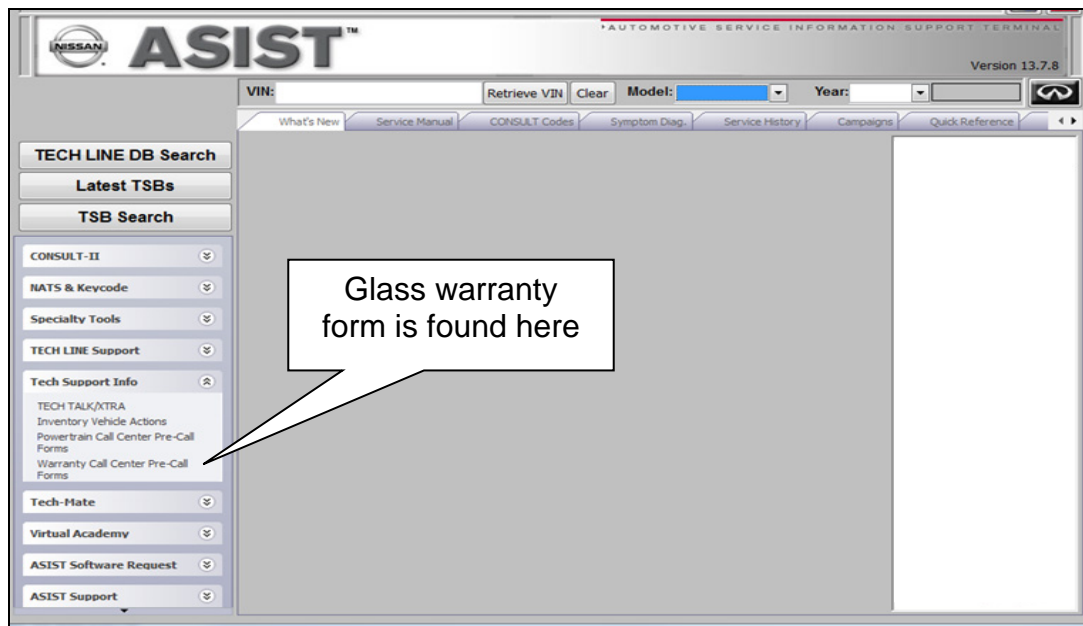 NISSAN ASIST™
AUTOMOTIVE SERVICE INFORMATION SUPPORT TERMINAL
Version 13.7.8
VIN: Retrieve VIN Clear Model: Year:
What's New Service Manual CONSULT Codes Symptom Diag. Service History Campaigns Quick Reference
TECH LINE DB Search
Latest TSBs
TSB Search
CONSULT-II
NATS & Keycode
Specialty Tools
TECH LINE Support
Tech Support Info
TECH TALK/XTRA
Inventory Vehicle Actions
Powertrain Call Center Pre-Call
Forms
Warranty Call Center Pre-Call
Forms
Tech-Mate
Virtual Academy
ASIST Software Request
ASIST Support
Glass warranty
form is found here